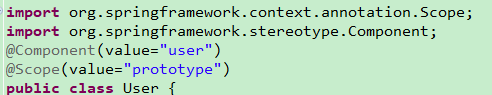 import org.springframework.context.annotation.Scope;
import org.springframework.stereotype.Component;
@Component(value="user")
@Scope(value="prototype")
public class User {